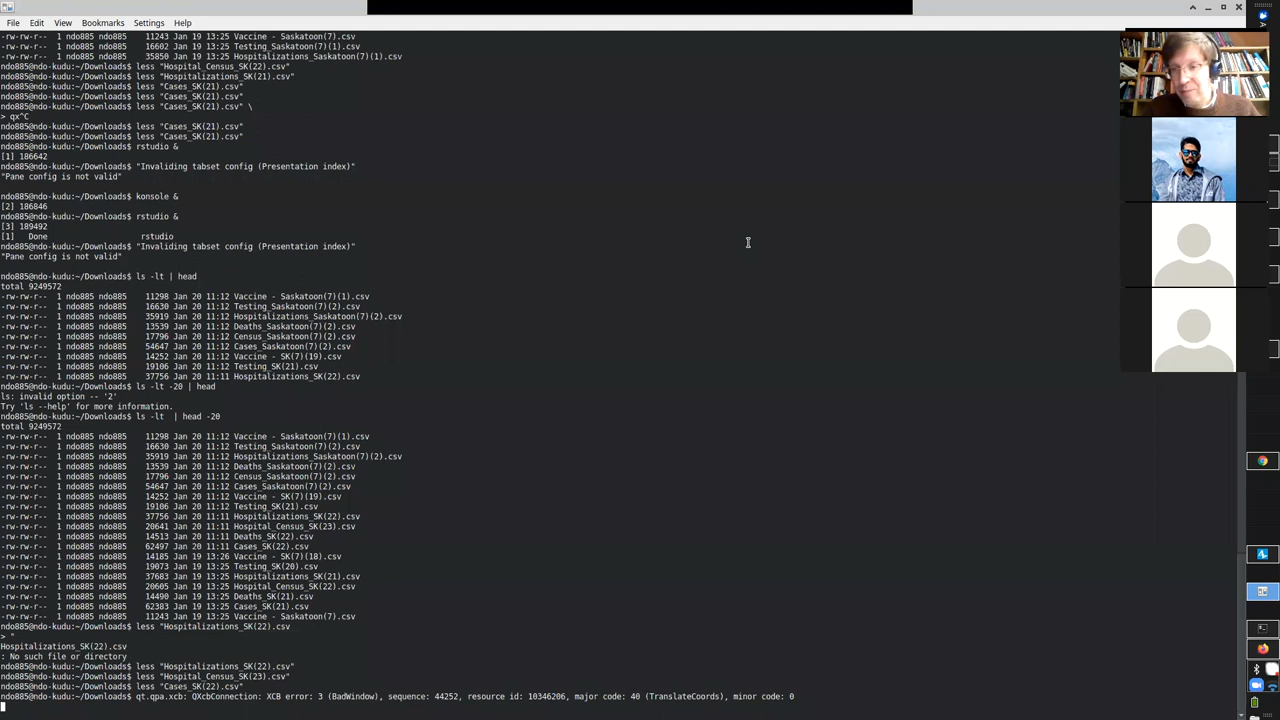 File Edit View Bookmarks Settings Help
-rw-rw-r-- 1 ndo885 ndo885 11243 Jan 19 13:25 Vaccine - Saskatoon(7).csv
-rw-rw-r-- 1 ndo885 ndo885 16602 Jan 19 13:25 Testing_Saskatoon(7)(1).csv
-rw-rw-r-- 1 ndo885 ndo885 35850 Jan 19 13:25 Hospitalizations_Saskatoon(7)(1).csv
ndo885@ndo-kudu:~/Downloads$ less "Hospital_Census_SK(22).csv"
ndo885@ndo-kudu:~/Downloads$ less "Hospitalizations_SK(21).csv"
ndo885@ndo-kudu:~/Downloads$ less "Cases_SK(21).csv"
ndo885@ndo-kudu:~/Downloads$ less "Cases_SK(21).csv"
ndo885@ndo-kudu:~/Downloads$ less "Cases_SK(21).csv" \
> qx^C
ndo885@ndo-kudu:~/Downloads$ less "Cases_SK(21).csv"
ndo885@ndo-kudu:~/Downloads$ less "Cases_SK(21).csv"
ndo885@ndo-kudu:~/Downloads$ rstudio &
[1] 186642
ndo885@ndo-kudu:~/Downloads$ "Invaliding tabset config (Presentation index)"
"Pane config is not valid"
ndo885@ndo-kudu:~/Downloads$ konsole &
[2] 186846
ndo885@ndo-kudu:~/Downloads$ rstudio &
[3] 189492
[1] Done rstudio
ndo885@ndo-kudu:~/Downloads$ "Invaliding tabset config (Presentation index)"
"Pane config is not valid"
ndo885@ndo-kudu:~/Downloads$ ls -lt | head
total 9249572
-rw-rw-r-- 1 ndo885 ndo885 11298 Jan 20 11:12 Vaccine - Saskatoon(7)(1).csv
-rw-rw-r-- 1 ndo885 ndo885 16630 Jan 20 11:12 Testing_Saskatoon(7)(2).csv
-rw-rw-r-- 1 ndo885 ndo885 35919 Jan 20 11:12 Hospitalizations_Saskatoon(7)(2).csv
-rw-rw-r-- 1 ndo885 ndo885 13539 Jan 20 11:12 Deaths_Saskatoon(7)(2).csv
-rw-rw-r-- 1 ndo885 ndo885 17796 Jan 20 11:12 Census_Saskatoon(7)(2).csv
-rw-rw-r-- 1 ndo885 ndo885 54647 Jan 20 11:12 Cases_Saskatoon(7)(2).csv
-rw-rw-r-- 1 ndo885 ndo885 14252 Jan 20 11:12 Vaccine - SK(7)(19).csv
-rw-rw-r-- 1 ndo885 ndo885 19106 Jan 20 11:12 Testing_SK(21).csv
-rw-rw-r-- 1 ndo885 ndo885 37756 Jan 20 11:11 Hospitalizations_SK(22).csv
ndo885@ndo-kudu:~/Downloads$ ls -lt -20 | head
ls: invalid option -- '2'
Try 'ls --help' for more information.
ndo885@ndo-kudu:~/Downloads$ ls -lt | head -20
total 9249572
-rw-rw-r-- 1 ndo885 ndo885 11298 Jan 20 11:12 Vaccine - Saskatoon(7)(1).csv
-rw-rw-r-- 1 ndo885 ndo885 16630 Jan 20 11:12 Testing_Saskatoon(7)(2).csv
-rw-rw-r-- 1 ndo885 ndo885 35919 Jan 20 11:12 Hospitalizations_Saskatoon(7)(2).csv
-rw-rw-r-- 1 ndo885 ndo885 13539 Jan 20 11:12 Deaths_Saskatoon(7)(2).csv
-rw-rw-r-- 1 ndo885 ndo885 17796 Jan 20 11:12 Census_Saskatoon(7)(2).csv
-rw-rw-r-- 1 ndo885 ndo885 54647 Jan 20 11:12 Cases_Saskatoon(7)(2).csv
-rw-rw-r-- 1 ndo885 ndo885 14252 Jan 20 11:12 Vaccine - SK(7)(19).csv
-rw-rw-r-- 1 ndo885 ndo885 19106 Jan 20 11:12 Testing_SK(21).csv
-rw-rw-r-- 1 ndo885 ndo885 37756 Jan 20 11:11 Hospitalizations_SK(22).csv
-rw-rw-r-- 1 ndo885 ndo885 20641 Jan 20 11:11 Hospital_Census_SK(23).csv
-rw-rw-r-- 1 ndo885 ndo885 14513 Jan 20 11:11 Deaths_SK(22).csv
-rw-rw-r-- 1 ndo885 ndo885 62497 Jan 20 11:11 Cases_SK(22).csv
-rw-rw-r-- 1 ndo885 ndo885 14185 Jan 19 13:26 Vaccine - SK(7)(18).csv
-rw-rw-r-- 1 ndo885 ndo885 19073 Jan 19 13:25 Testing_SK(20).csv
-rw-rw-r-- 1 ndo885 ndo885 37683 Jan 19 13:25 Hospitalizations_SK(21).csv
-rw-rw-r-- 1 ndo885 ndo885 20605 Jan 19 13:25 Hospital_Census_SK(22).csv
-rw-rw-r-- 1 ndo885 ndo885 14490 Jan 19 13:25 Deaths_SK(21).csv
-rw-rw-r-- 1 ndo885 ndo885 62383 Jan 19 13:25 Cases_SK(21).csv
-rw-rw-r-- 1 ndo885 ndo885 11243 Jan 19 13:25 Vaccine - Saskatoon(7).csv
ndo885@ndo-kudu:~/Downloads$ less "Hospitalizations_SK(22).csv
> "
Hospitalizations_SK(22).csv
: No such file or directory
ndo885@ndo-kudu:~/Downloads$ less "Hospitalizations_SK(22).csv"
ndo885@ndo-kudu:~/Downloads$ less "Hospital_Census_SK(23).csv"
ndo885@ndo-kudu:~/Downloads$ less "Cases_SK(22).csv"
ndo885@ndo-kudu:~/Downloads$ qt.qpa.xcb: QXcbConnection: XCB error: 3 (BadWindow), sequence: 44252, resource id: 10346206, major code: 40 (TranslateCoords), minor code: 0